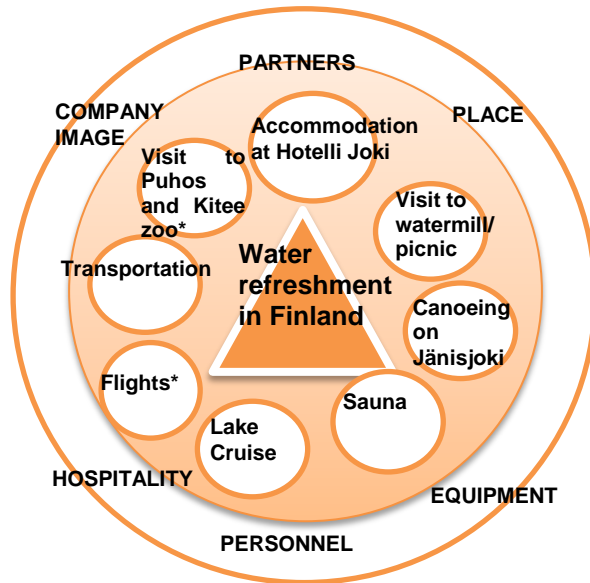 PARTNERS
COMPANY
IMAGE
PLACE
Accommodation
at Hotelli Joki
Visit to
Puhos
and Kitee
zoo*
Visit to
watermill/
picnic
Transportation
Water
refreshment
in Finland
Canoeing
on
Jänisjoki
Flights*
Sauna
Lake
Cruise
HOSPITALITY
EQUIPMENT
PERSONNEL